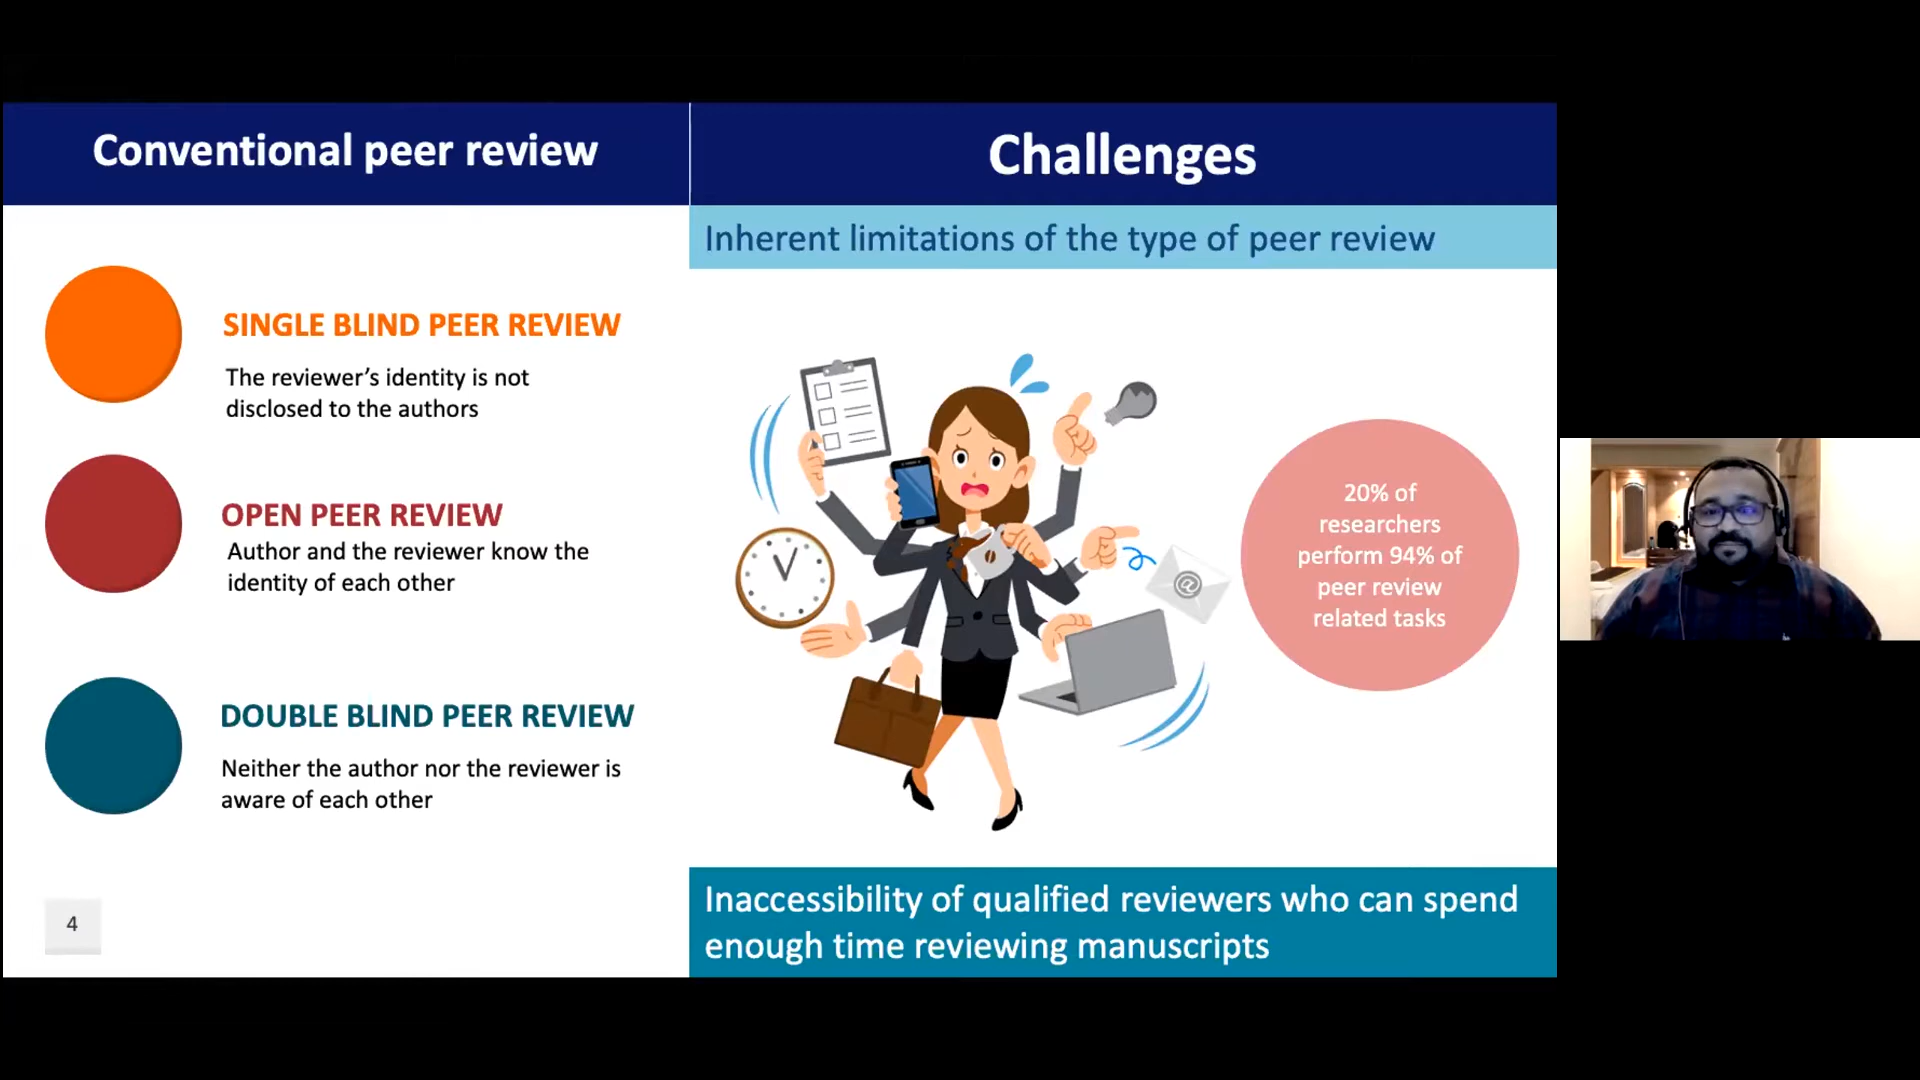 Conventional peer review
SINGLE BLIND PEER REVIEW
The reviewer’s identity is not
disclosed to the authors
OPEN PEER REVIEW
Author and the reviewer know the
identity of each other
DOUBLE BLIND PEER REVIEW
Neither the author nor the reviewer is
aware of each other
4
Challenges
Inherent limitations of the type of peer review
@
20% of
researchers
perform 94% of
peer review
related tasks
Inaccessibility of qualified reviewers who can spend
enough time reviewing manuscripts